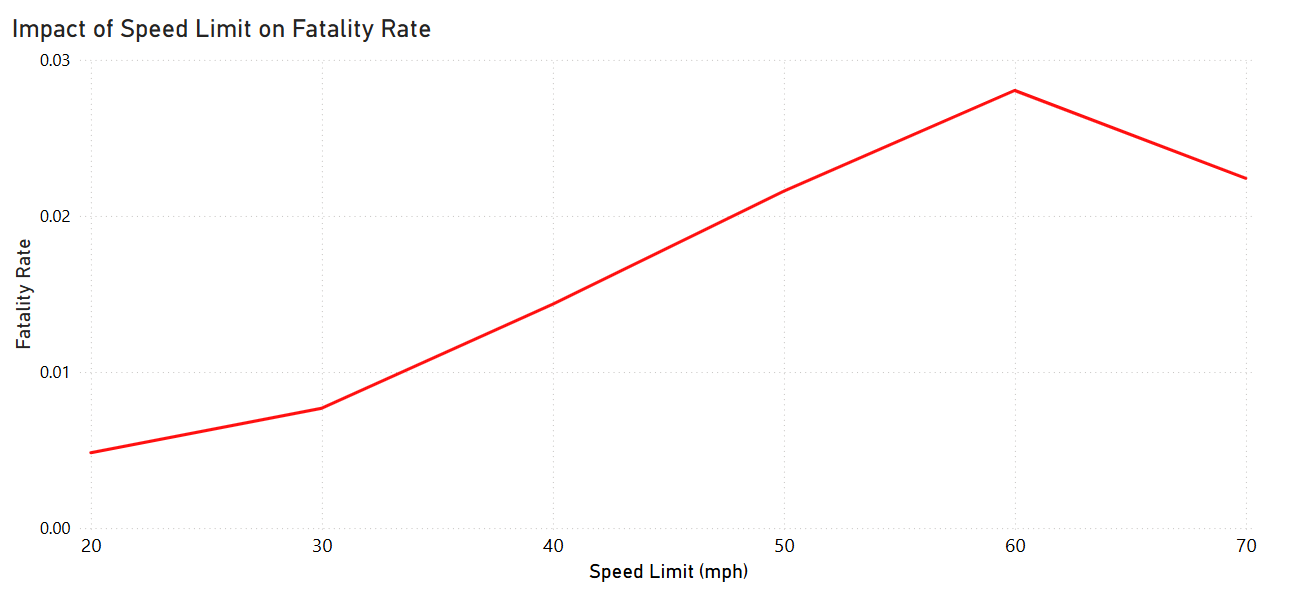 Impact of Speed Limit on Fatality Rate
0.03
0.02
0.01
0.00
Fatality Rate
20 30 40 50 60 70
Speed Limit (mph)